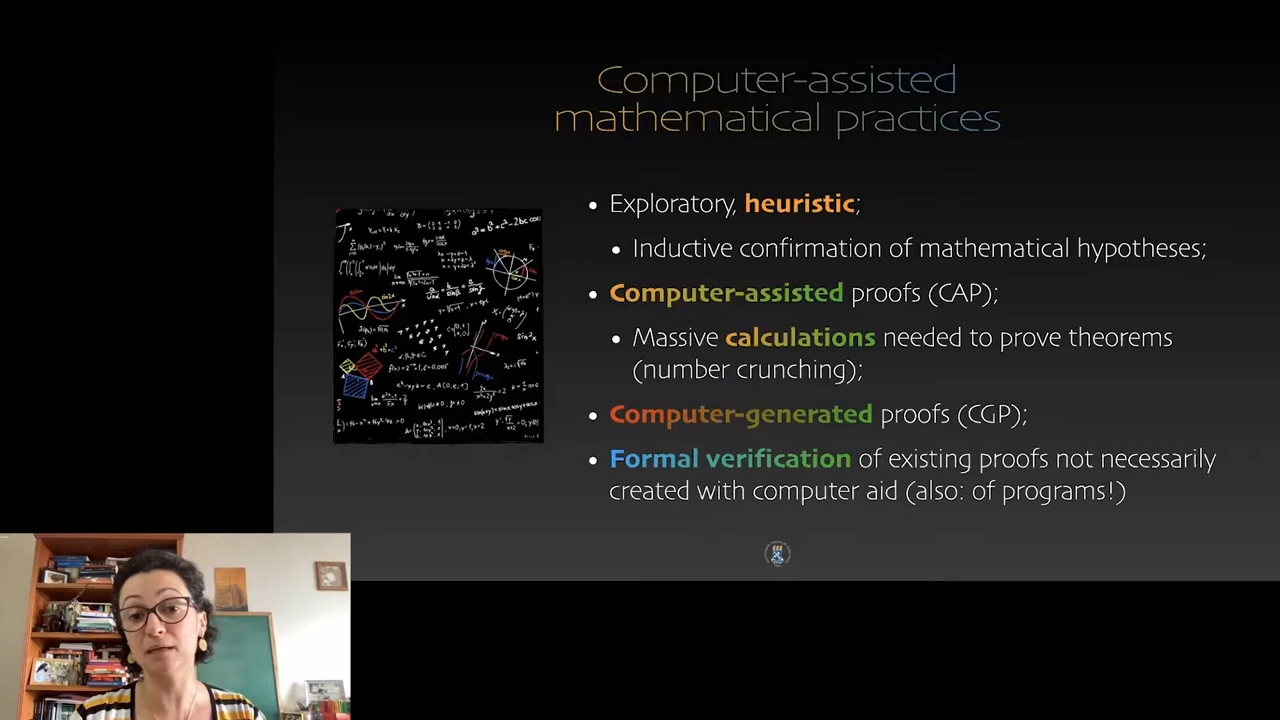 Computer-assisted
mathematical practices
Exploratory, heuristic;
Inductive confirmation of mathematical hypotheses;
Computer-assisted proofs (CAP);
Massive calculations needed to prove theorems
(number crunching);
Computer-generated proofs (CGP);
Formal verification of existing proofs not necessarily
created with computer aid (also: of programs!)